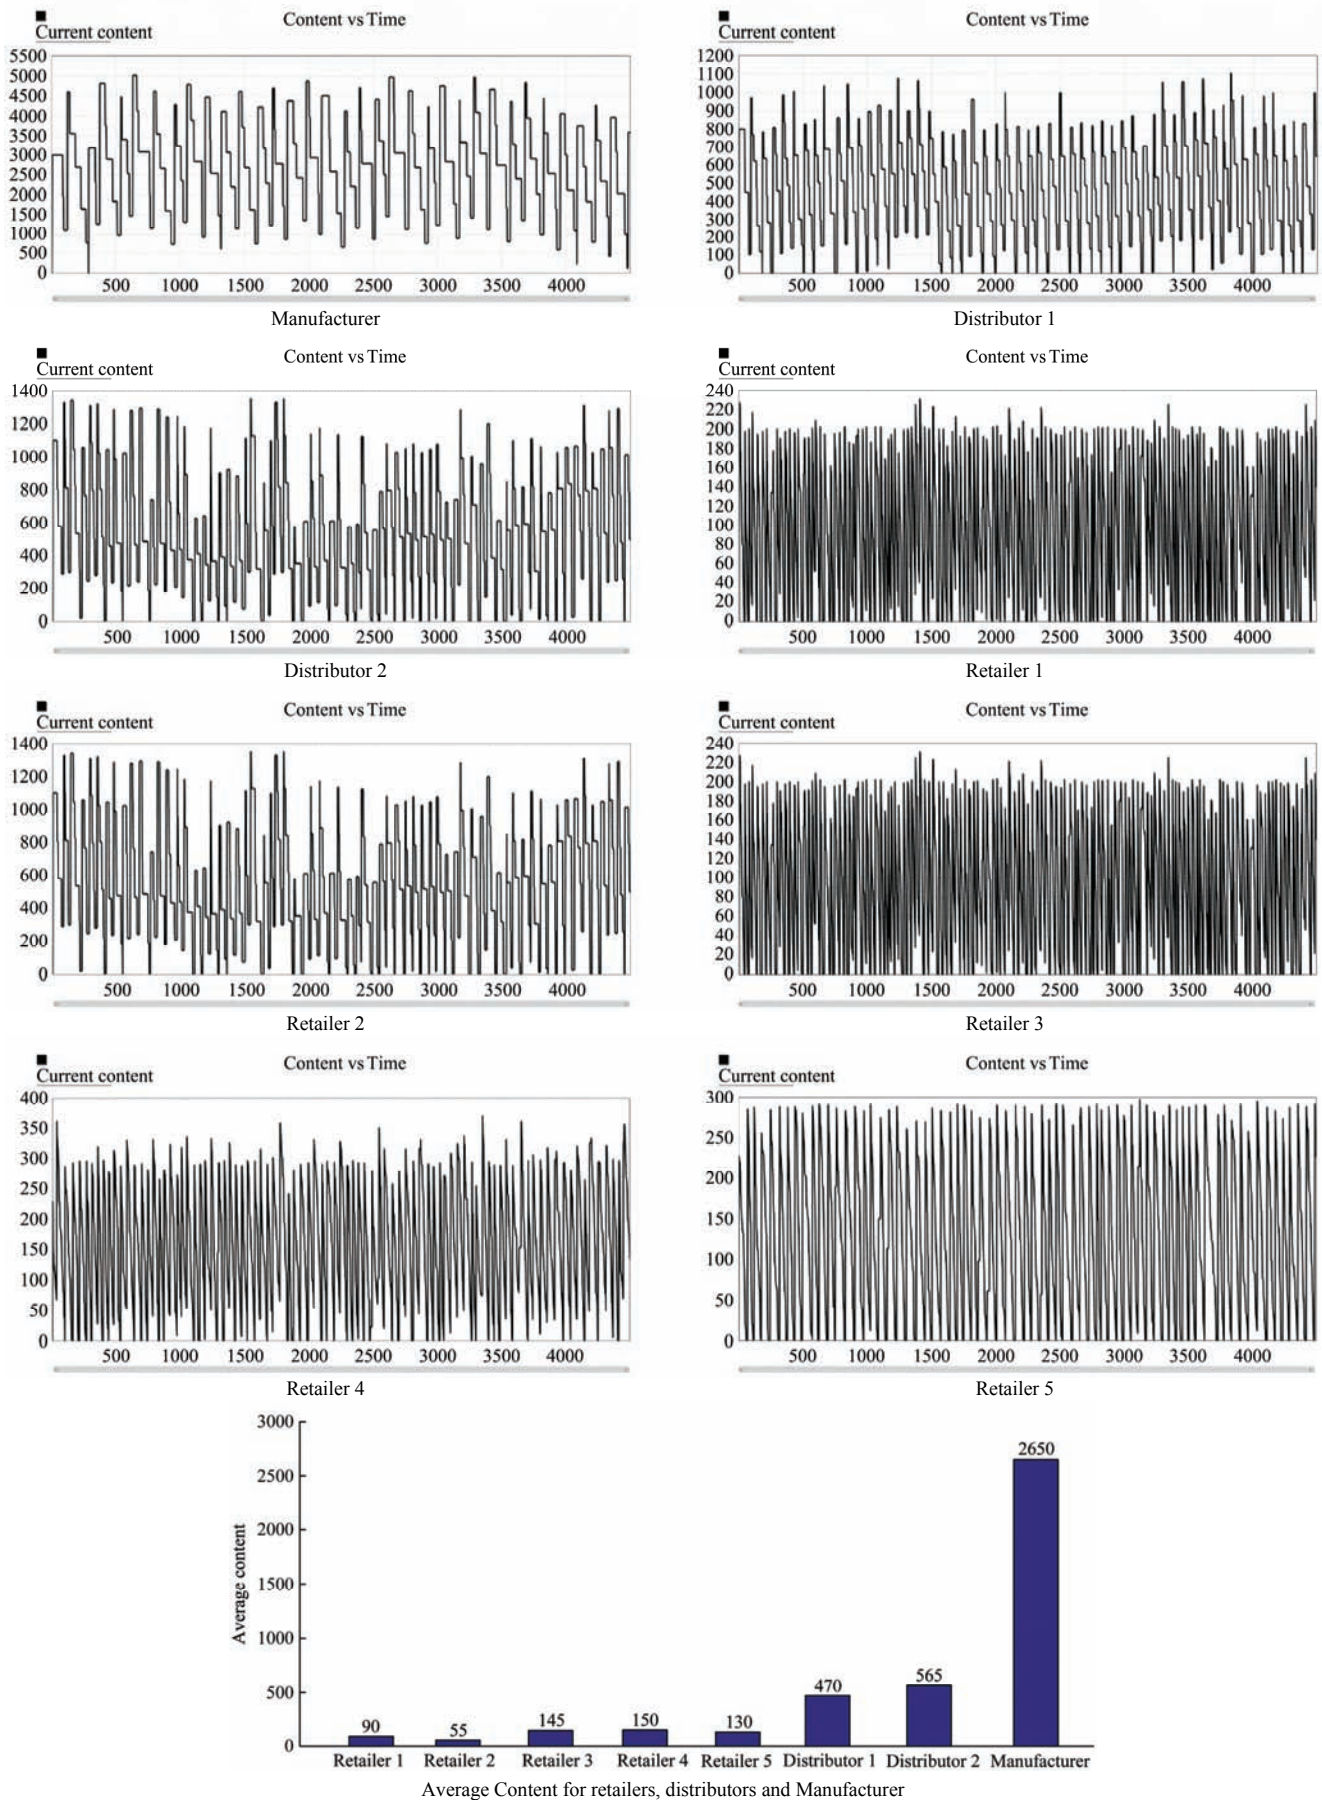 Content vs Time
Current content
5500
5000
4500
4000
3500
3000
2500
2000
1500
1000
500
0
500 1000 1500 2000 2500 3000 3500 4000
Manufacturer
Content vs Time
Current content
1200
1100
1000
900
800
700
600
500
400
300
200
100
0
500 1000 1500 2000 2500 3000 3500 4000
Distributor 1
Content vs Time
Current content
1400
1200
1000
800
600
400
200
0
500 1000 1500 2000 2500 3000 3500 4000
Distributor 2
Content vs Time
Current content
240
220
200
180
160
140
120
100
80
60
40
20
0
500 1000 1500 2000 2500 3000 3500 4000
Retailer 1
Content vs Time
Current content
1400
1200
1000
800
600
400
200
0
500 1000 1500 2000 2500 3000 3500 4000
Retailer 2
Content vs Time
Current content
240
220
200
180
160
140
120
100
80
60
40
20
0
500 1000 1500 2000 2500 3000 3500 4000
Retailer 3
Content vs Time
Current content
400
350
300
250
200
150
100
50
0
500 1000 1500 2000 2500 3000 3500 4000
Retailer 4
Content vs Time
Current content
300
250
200
150
100
50
0
500 1000 1500 2000 2500 3000 3500 4000
Retailer 5
Average content
3000
2500
2000
1500
1000
500
0
90 55 145 150 130 470 565 2650
Retailer 1 Retailer 2 Retailer 3 Retailer 4 Retailer 5 Distributor 1 Distributor 2 Manufacturer
Average Content for retailers, distributors and Manufacturer